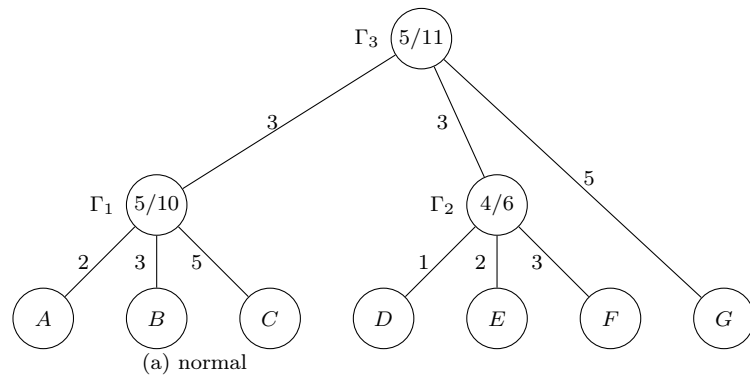 Γ3 5/11
3 3 5
Γ1 5/10 Γ2 4/6
2 3 5 1 2 3
A B C D E F G
(a) normal